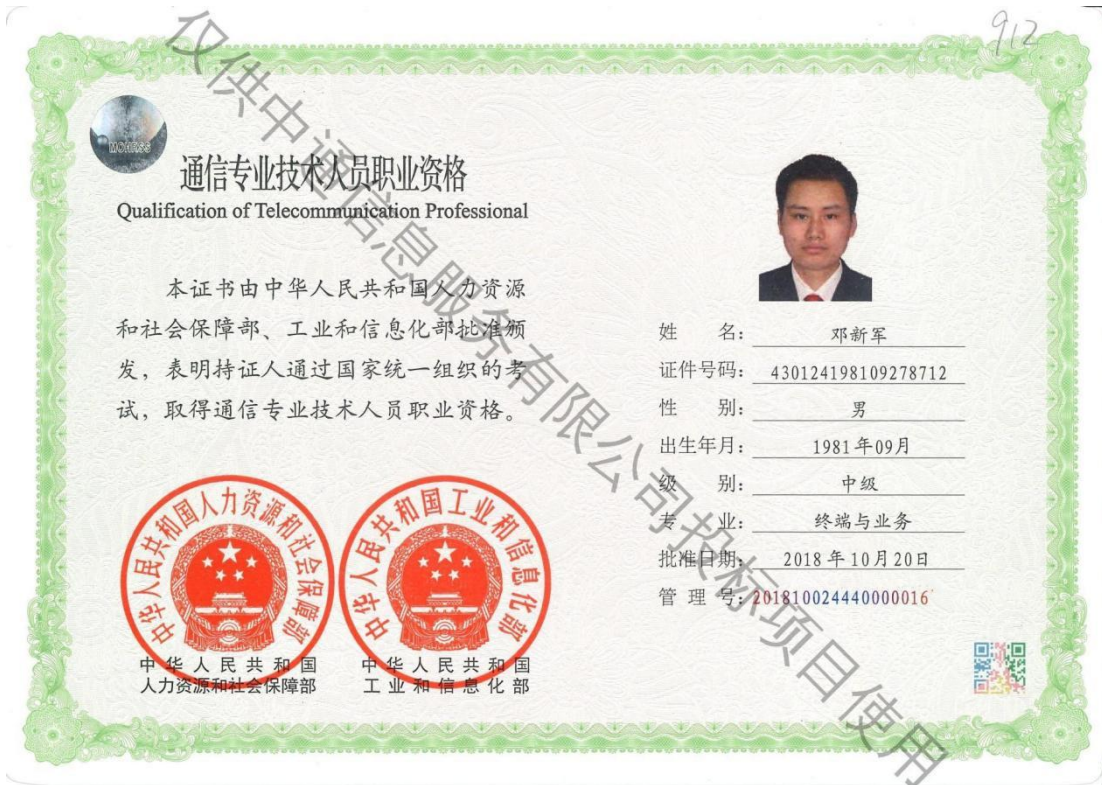 912
MOHRSS
通信专业技术人员职业资格
Qualification of Telecommunication Professional
本证书由中华人民共和国人力资源
和社会保障部、工业和信息化部批准颁
发，表明持证人通过国家统一组织的考
试，取得通信专业技术人员职业资格。
中华人民共和国人力资源和社会保障部
中华人民共和国工业和信息化部
中华人民共和国
人力资源和社会保障部
中华人民共和国
工业和信息化部
姓 名： 邓新军
证件号码： 430124198109278712
性 别： 男
出生年月： 1981年09月
级 别： 中级
专 业： 终端与业务
批准日期： 2018年10月20日
管 理 号：201810024440000016
仅供中通信息服务有限公司投标项目使用